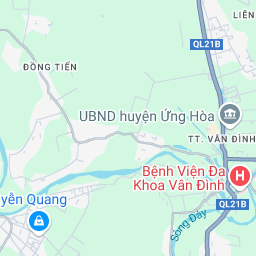 LIÊN
QL21B
ĐỒNG TIẾN
UBND huyện Ứng Hòa
TT. VÂN ĐÌNH
Bệnh Viện Đa
Khoa Vân Đình
H
yễn Quang
QL21B
Sông Đáy